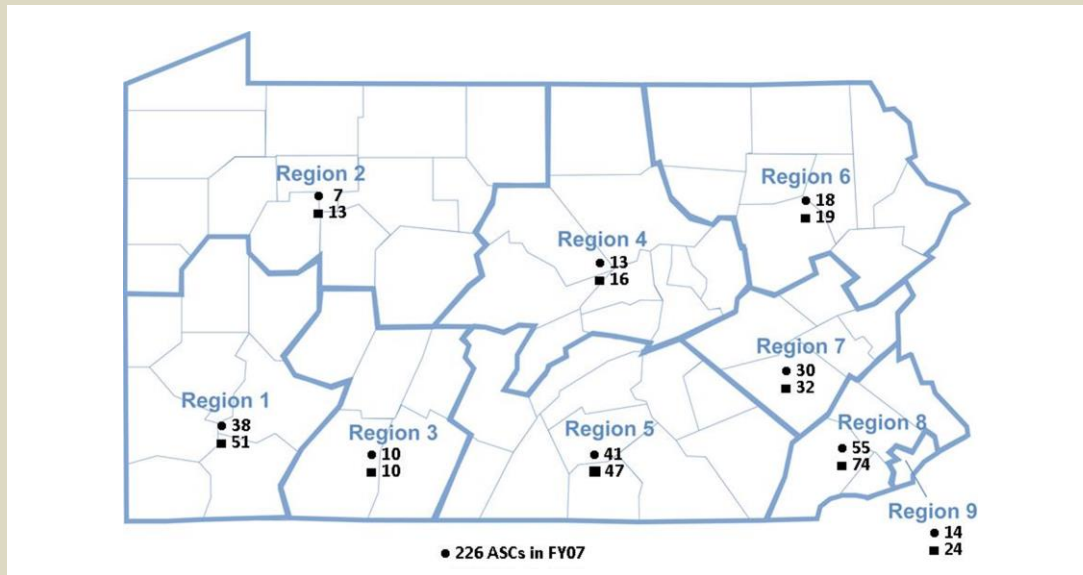 Region 2
7
13
Region 6
18
19
Region 4
13
16
Region 7
30
32
Region 1
38
51
Region 3
10
10
Region 5
41
47
Region 8
55
74
Region 9
14
24
226 ASCs in FY07